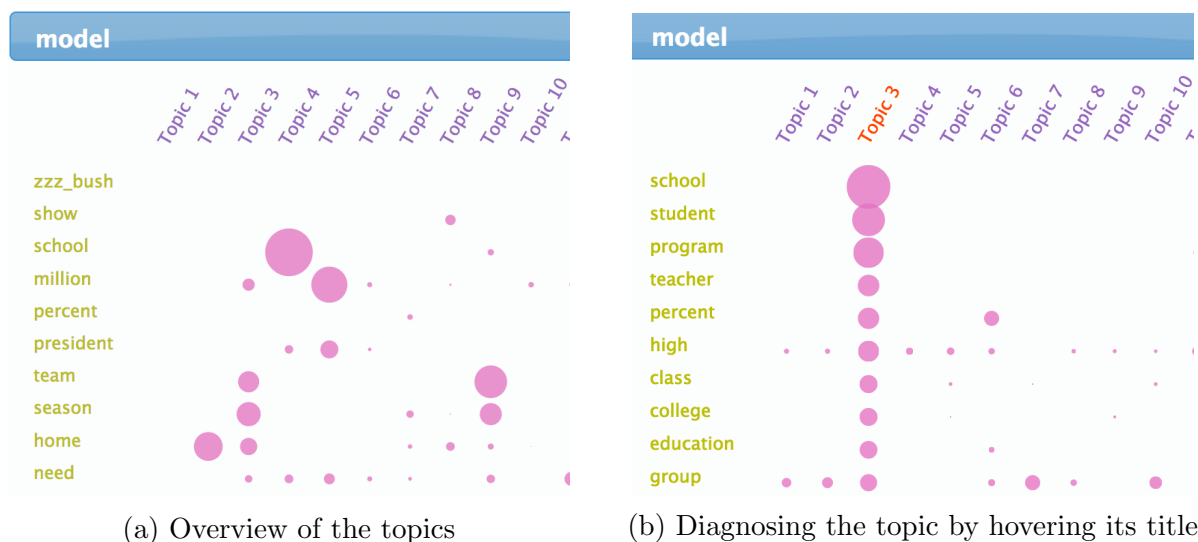 model
Topic 1
Topic 2
Topic 3
Topic 4
Topic 5
Topic 6
Topic 7
Topic 8
Topic 9
Topic 10
zzz_bush
show
school
million
percent
president
team
season
home
need
(a) Overview of the topics
model
Topic 1
Topic 2
Topic 3
Topic 4
Topic 5
Topic 6
Topic 7
Topic 8
Topic 9
Topic 10
school
student
program
teacher
percent
high
class
college
education
group
(b) Diagnosing the topic by hovering its title